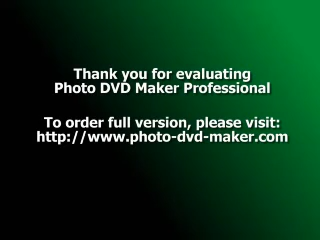 Thank you for evaluating
Photo DVD Maker Professional
To order full version, please visit:
http://www.photo-dvd-maker.com